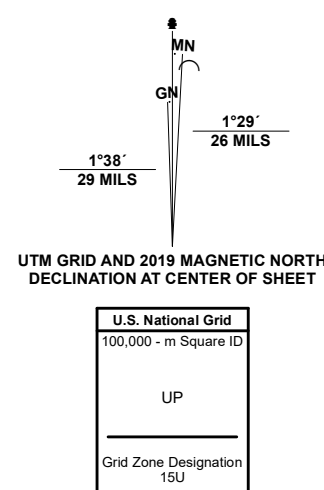 MN
GN
1°29´
26 MILS
1°38´
29 MILS
UTM GRID AND 2019 MAGNETIC NORTH
DECLINATION AT CENTER OF SHEET
U.S. National Grid
100,000 - m Square ID
UP
Grid Zone Designation
15U